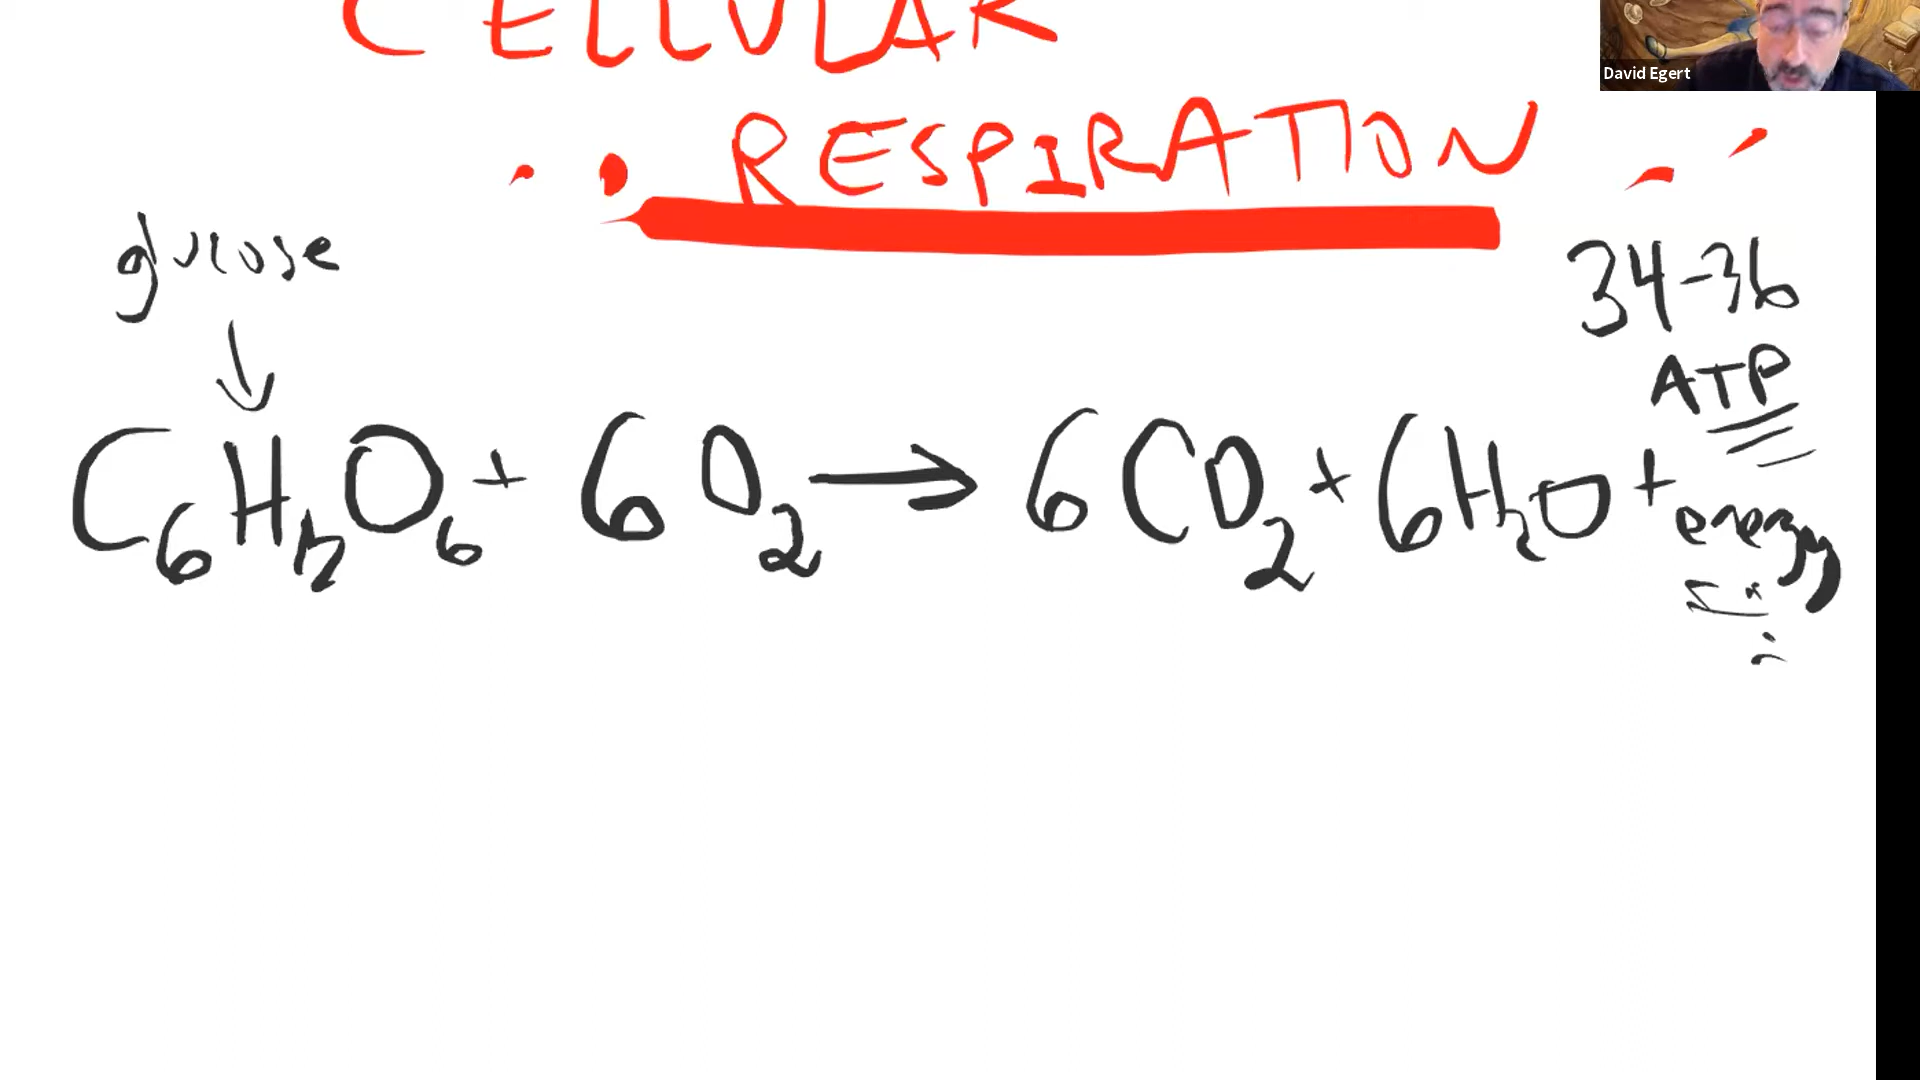 CELLULAR
David Egert
RESPIRATION
glucose
34-36
ATP
C6H12O6 + 6O2 → 6CO2 + 6H2O + energy